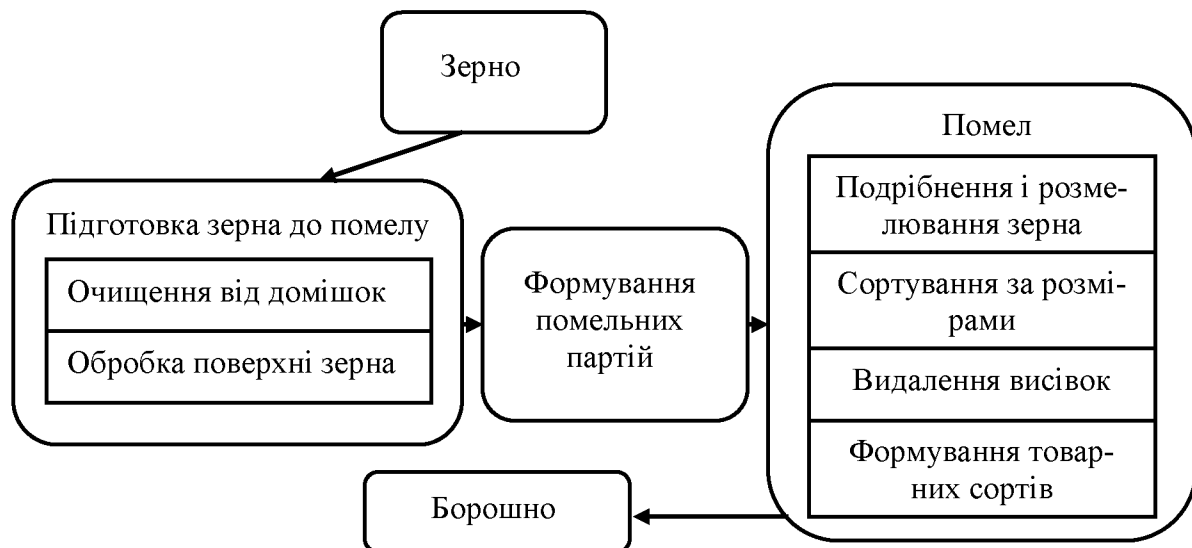 Зерно
Підготовка зерна до помелу
Очищення від домішок
Обробка поверхні зерна
Формування
помельних
партій
Помел
Подрібнення і розме-
лювання зерна
Сортування за розмі-
рами
Видалення висівок
Формування товар-
них сортів
Борошно